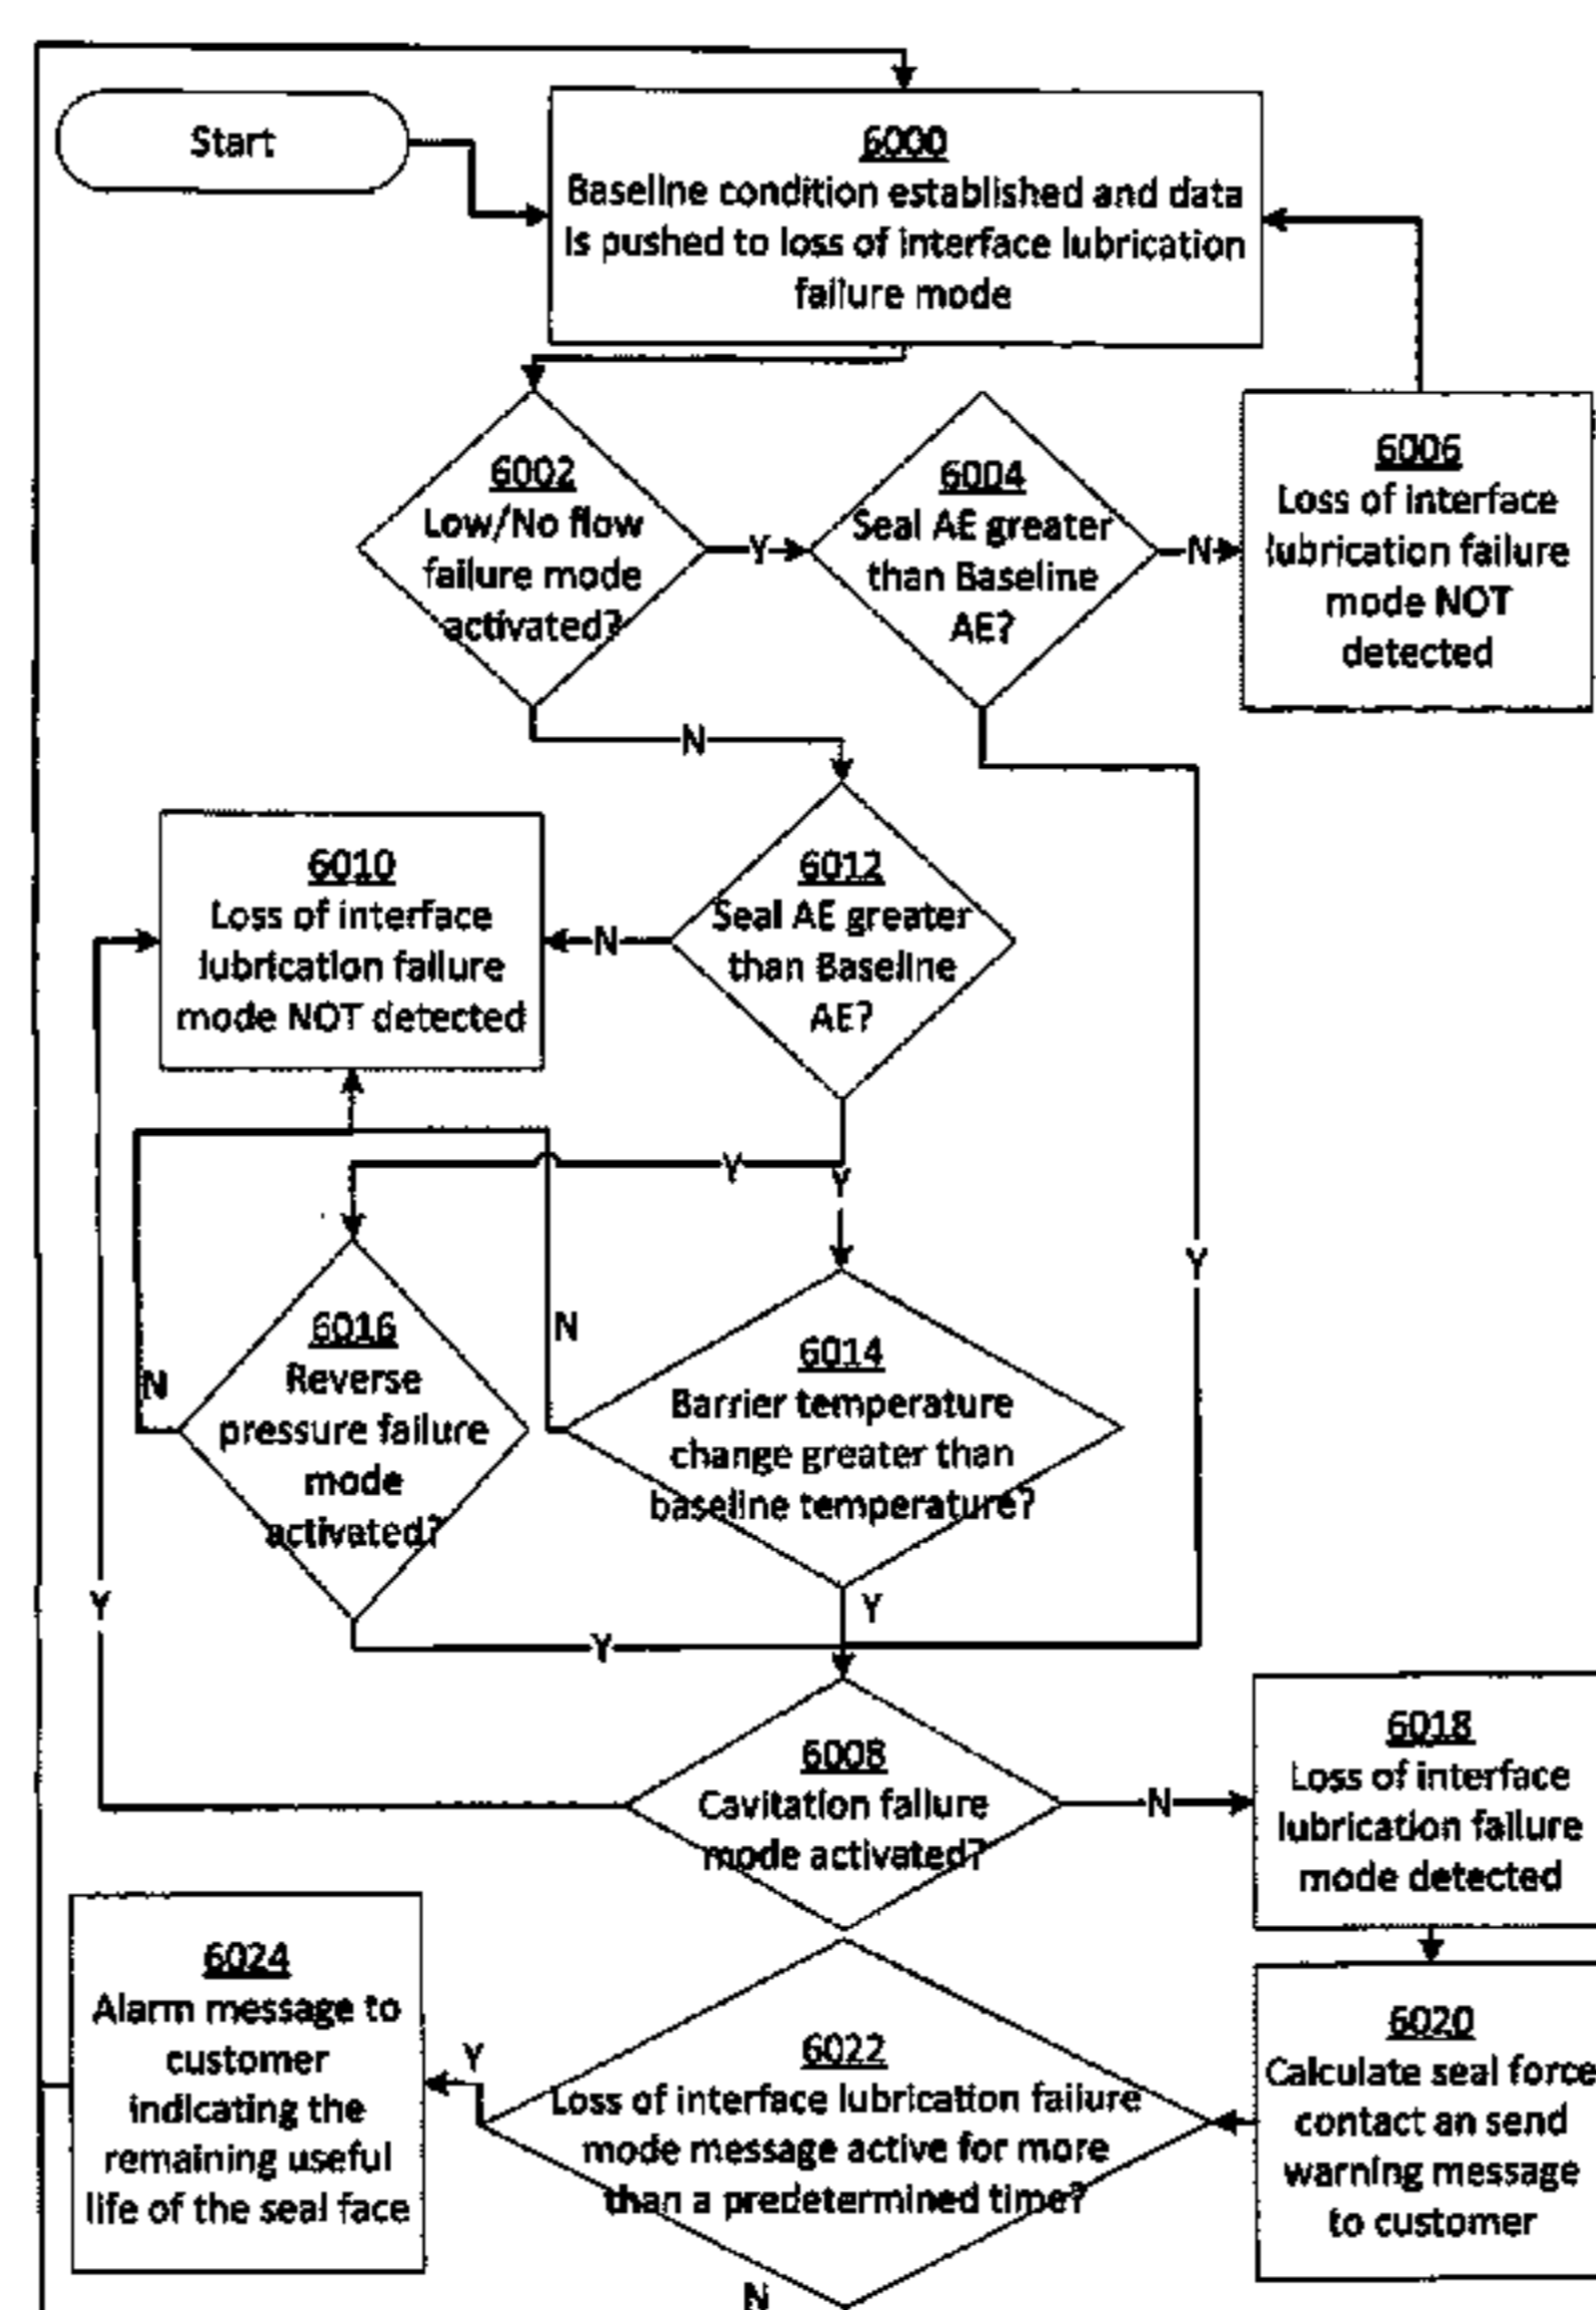 Start
6000
Baseline condition established and data
is pushed to loss of interface lubrication
failure mode
6002
Low/No flow
failure mode
activated?
Y
6004
Seal AE greater
than Baseline
AE?
N
6006
Loss of interface
lubrication failure
mode NOT
detected
N
6010
Loss of interface
lubrication failure
mode NOT detected
N
6012
Seal AE greater
than Baseline
AE?
Y
Y
Y
6016
Reverse
pressure failure
mode
activated?
N
N
6014
Barrier temperature
change greater than
baseline temperature?
Y
Y
Y
6008
Cavitation failure
mode activated?
N
6018
Loss of interface
lubrication failure
mode detected
6024
Alarm message to
customer
indicating the
remaining useful
life of the seal face
Y
6022
Loss of interface lubrication failure
mode message active for more
than a predetermined time?
N
6020
Calculate seal force
contact an send
warning message
to customer